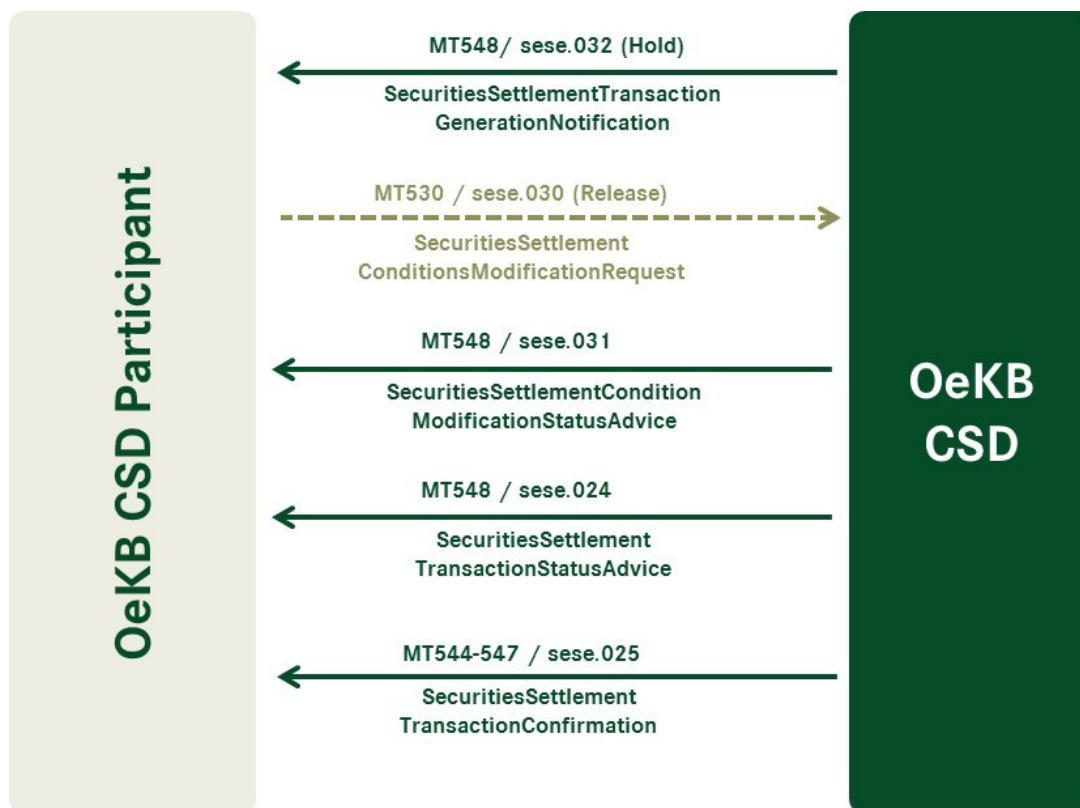 OeKB CSD Participant
MT548/ sese.032 (Hold)
SecuritiesSettlementTransaction
GenerationNotification
MT530 / sese.030 (Release)
SecuritiesSettlement
ConditionsModificationRequest
MT548 / sese.031
SecuritiesSettlementCondition
ModificationStatusAdvice
MT548 / sese.024
SecuritiesSettlement
TransactionStatusAdvice
MT544-547 / sese.025
SecuritiesSettlement
TransactionConfirmation
OeKB
CSD